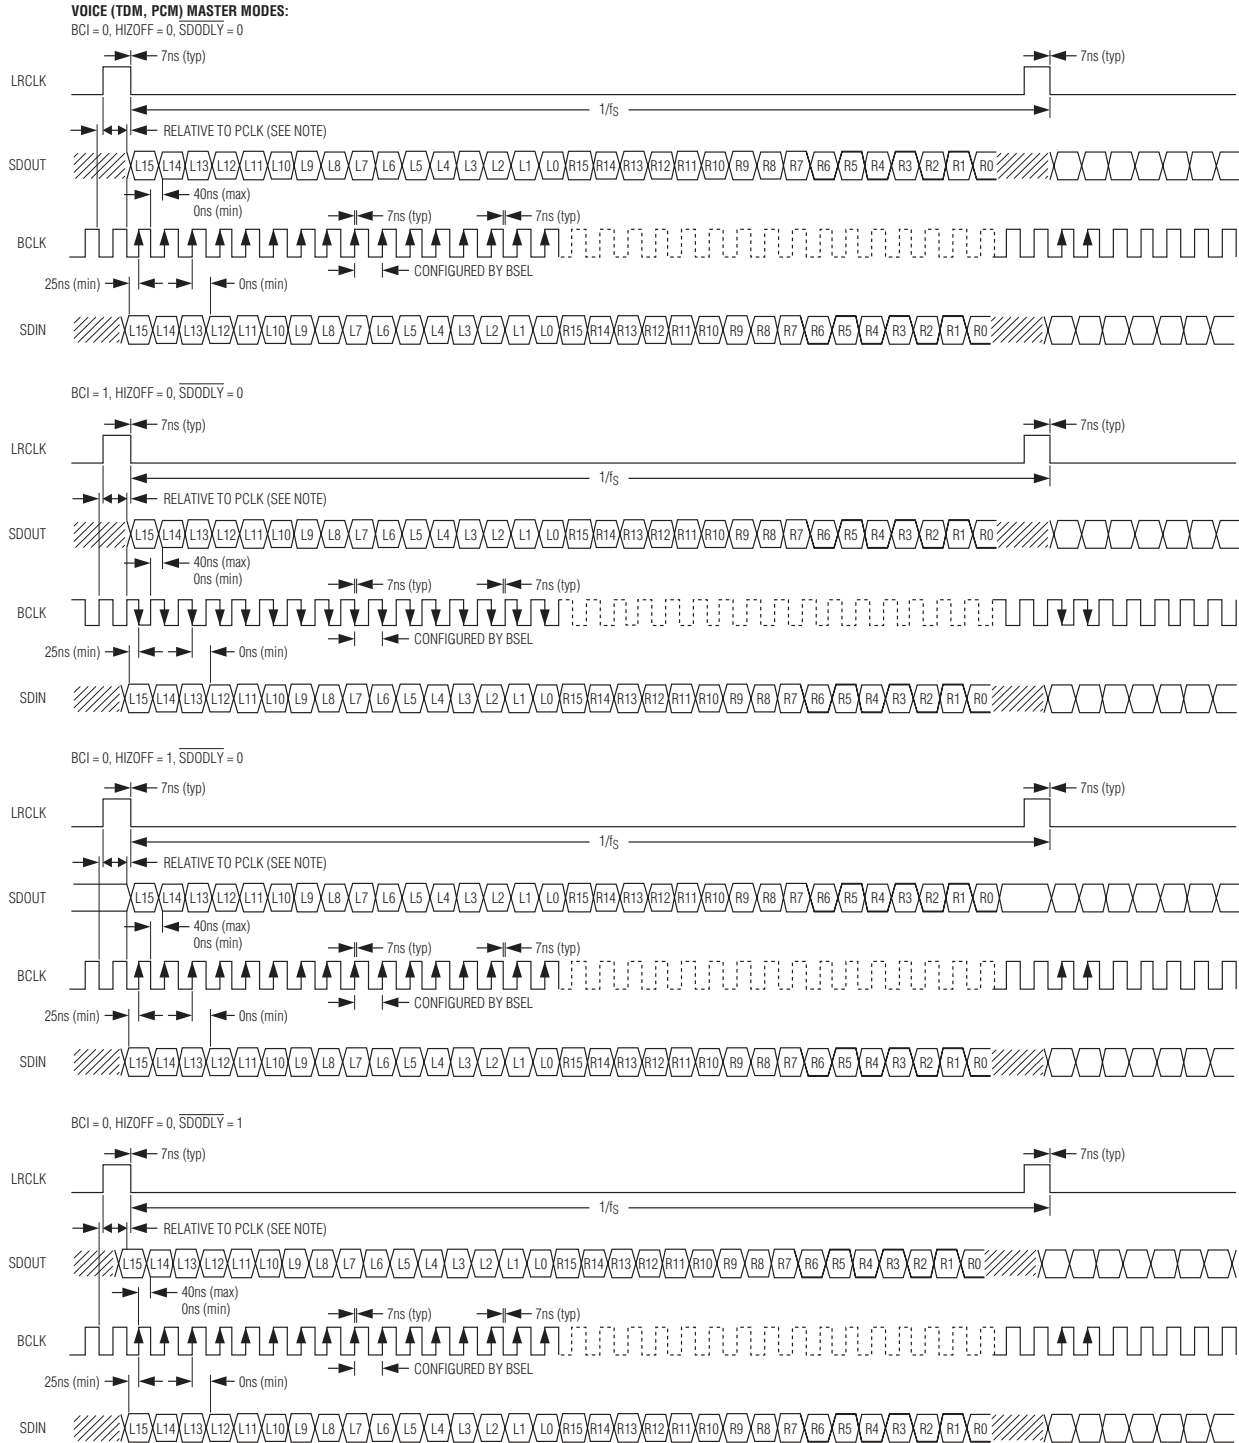 VOICE (TDM, PCM) MASTER MODES:
BCI = 0, HIZOFF = 0, SDODLY = 0
7ns (typ) 7ns (typ)
LRCLK
1/fS
RELATIVE TO PCLK (SEE NOTE)
SDOUT L15 L14 L13 L12 L11 L10 L9 L8 L7 L6 L5 L4 L3 L2 L1 L0 R15 R14 R13 R12 R11 R10 R9 R8 R7 R6 R5 R4 R3 R2 R1 R0
40ns (max)
0ns (min)
7ns (typ) 7ns (typ)
BCLK
CONFIGURED BY BSEL
25ns (min) 0ns (min)
SDIN L15 L14 L13 L12 L11 L10 L9 L8 L7 L6 L5 L4 L3 L2 L1 L0 R15 R14 R13 R12 R11 R10 R9 R8 R7 R6 R5 R4 R3 R2 R1 R0
BCI = 1, HIZOFF = 0, SDODLY = 0
7ns (typ) 7ns (typ)
LRCLK
1/fS
RELATIVE TO PCLK (SEE NOTE)
SDOUT L15 L14 L13 L12 L11 L10 L9 L8 L7 L6 L5 L4 L3 L2 L1 L0 R15 R14 R13 R12 R11 R10 R9 R8 R7 R6 R5 R4 R3 R2 R1 R0
40ns (max)
0ns (min)
7ns (typ) 7ns (typ)
BCLK
CONFIGURED BY BSEL
25ns (min) 0ns (min)
SDIN L15 L14 L13 L12 L11 L10 L9 L8 L7 L6 L5 L4 L3 L2 L1 L0 R15 R14 R13 R12 R11 R10 R9 R8 R7 R6 R5 R4 R3 R2 R1 R0
BCI = 0, HIZOFF = 1, SDODLY = 0
7ns (typ) 7ns (typ)
LRCLK
1/fS
RELATIVE TO PCLK (SEE NOTE)
SDOUT L15 L14 L13 L12 L11 L10 L9 L8 L7 L6 L5 L4 L3 L2 L1 L0 R15 R14 R13 R12 R11 R10 R9 R8 R7 R6 R5 R4 R3 R2 R1 R0
40ns (max)
0ns (min)
7ns (typ) 7ns (typ)
BCLK
CONFIGURED BY BSEL
25ns (min) 0ns (min)
SDIN L15 L14 L13 L12 L11 L10 L9 L8 L7 L6 L5 L4 L3 L2 L1 L0 R15 R14 R13 R12 R11 R10 R9 R8 R7 R6 R5 R4 R3 R2 R1 R0
BCI = 0, HIZOFF = 0, SDODLY = 1
7ns (typ) 7ns (typ)
LRCLK
1/fS
RELATIVE TO PCLK (SEE NOTE)
SDOUT L15 L14 L13 L12 L11 L10 L9 L8 L7 L6 L5 L4 L3 L2 L1 L0 R15 R14 R13 R12 R11 R10 R9 R8 R7 R6 R5 R4 R3 R2 R1 R0
40ns (max)
0ns (min)
7ns (typ) 7ns (typ)
BCLK
CONFIGURED BY BSEL
25ns (min) 0ns (min)
SDIN L15 L14 L13 L12 L11 L10 L9 L8 L7 L6 L5 L4 L3 L2 L1 L0 R15 R14 R13 R12 R11 R10 R9 R8 R7 R6 R5 R4 R3 R2 R1 R0